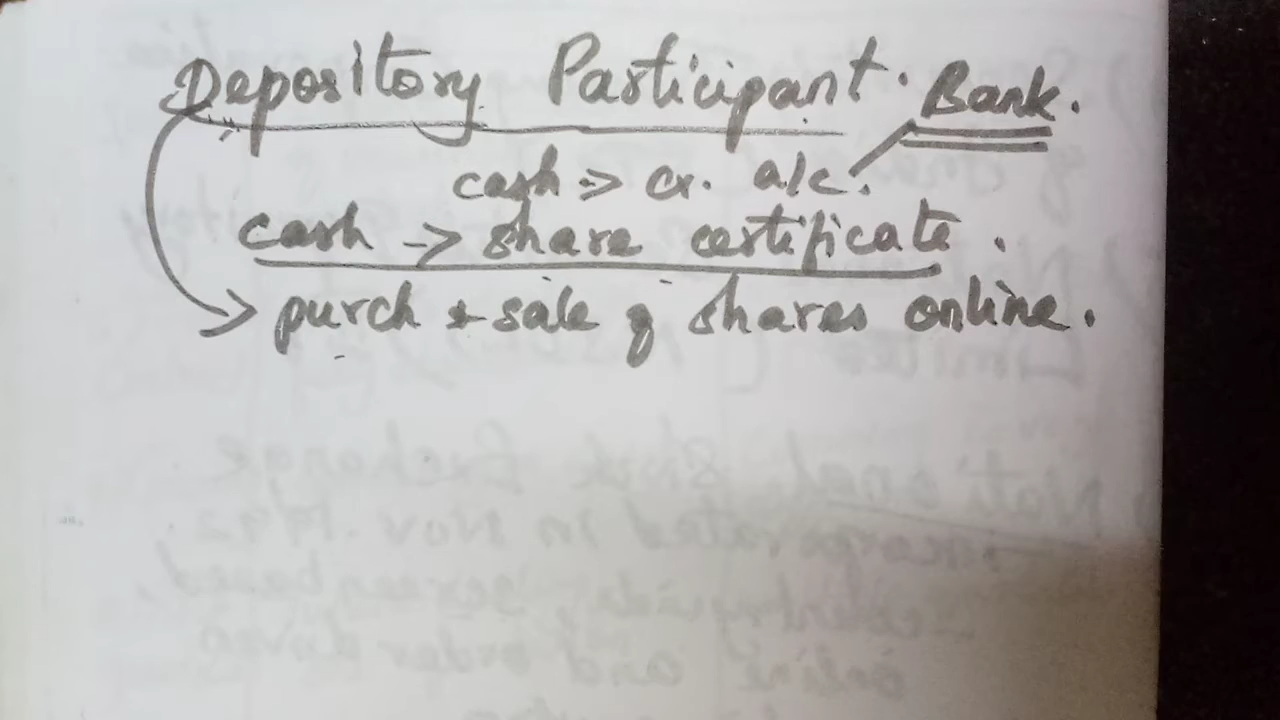 Depository Participant. Bank.
cash -> cr. a/c.
cash -> share certificate.
-> purch + sale of shares online.